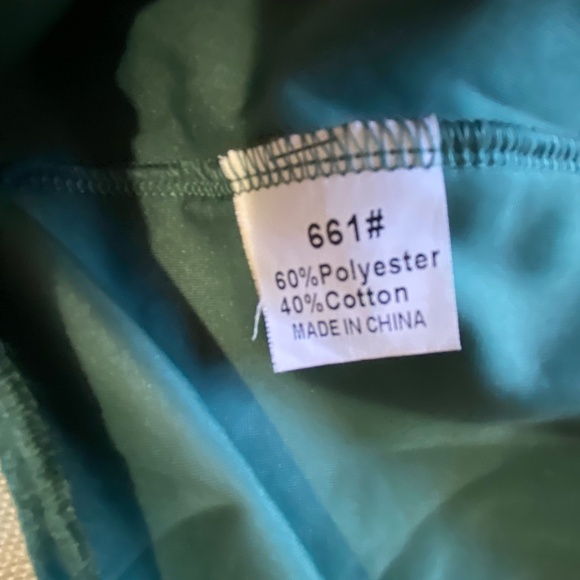 661#
60%Polyester
40%Cotton
MADE IN CHINA